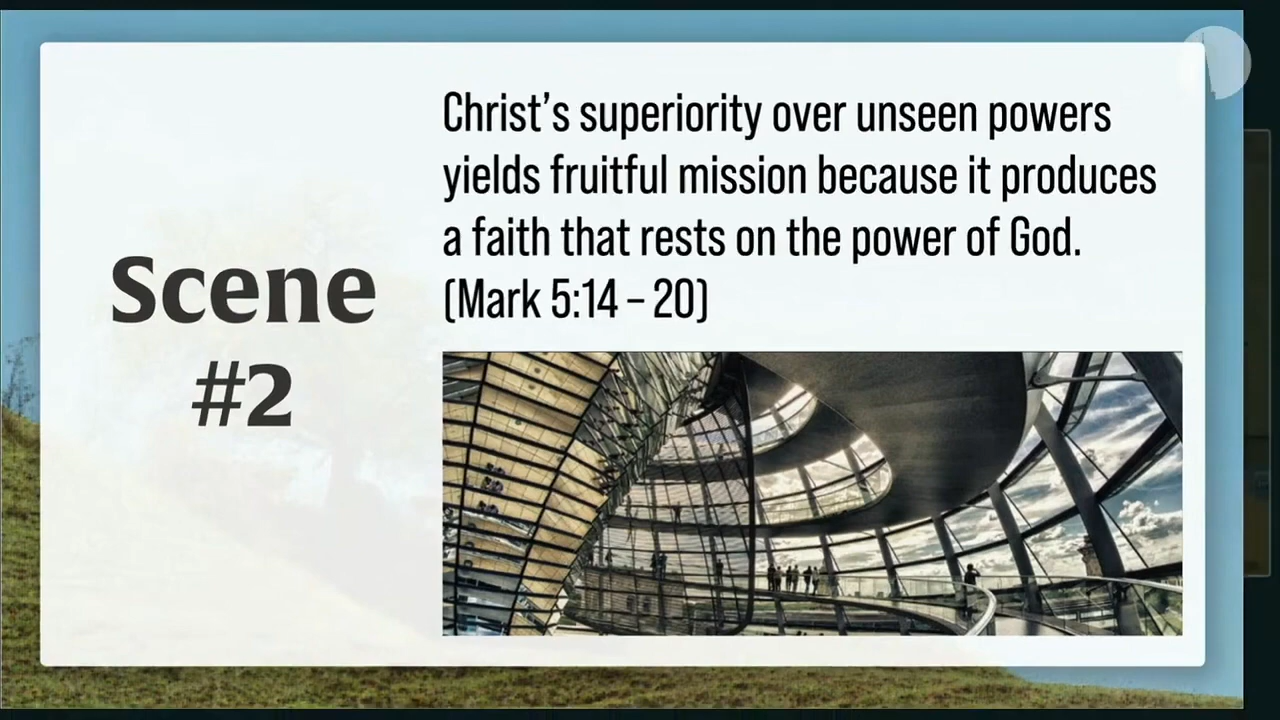 Scene
#2
Christ’s superiority over unseen powers
yields fruitful mission because it produces
a faith that rests on the power of God.
(Mark 5:14 – 20)